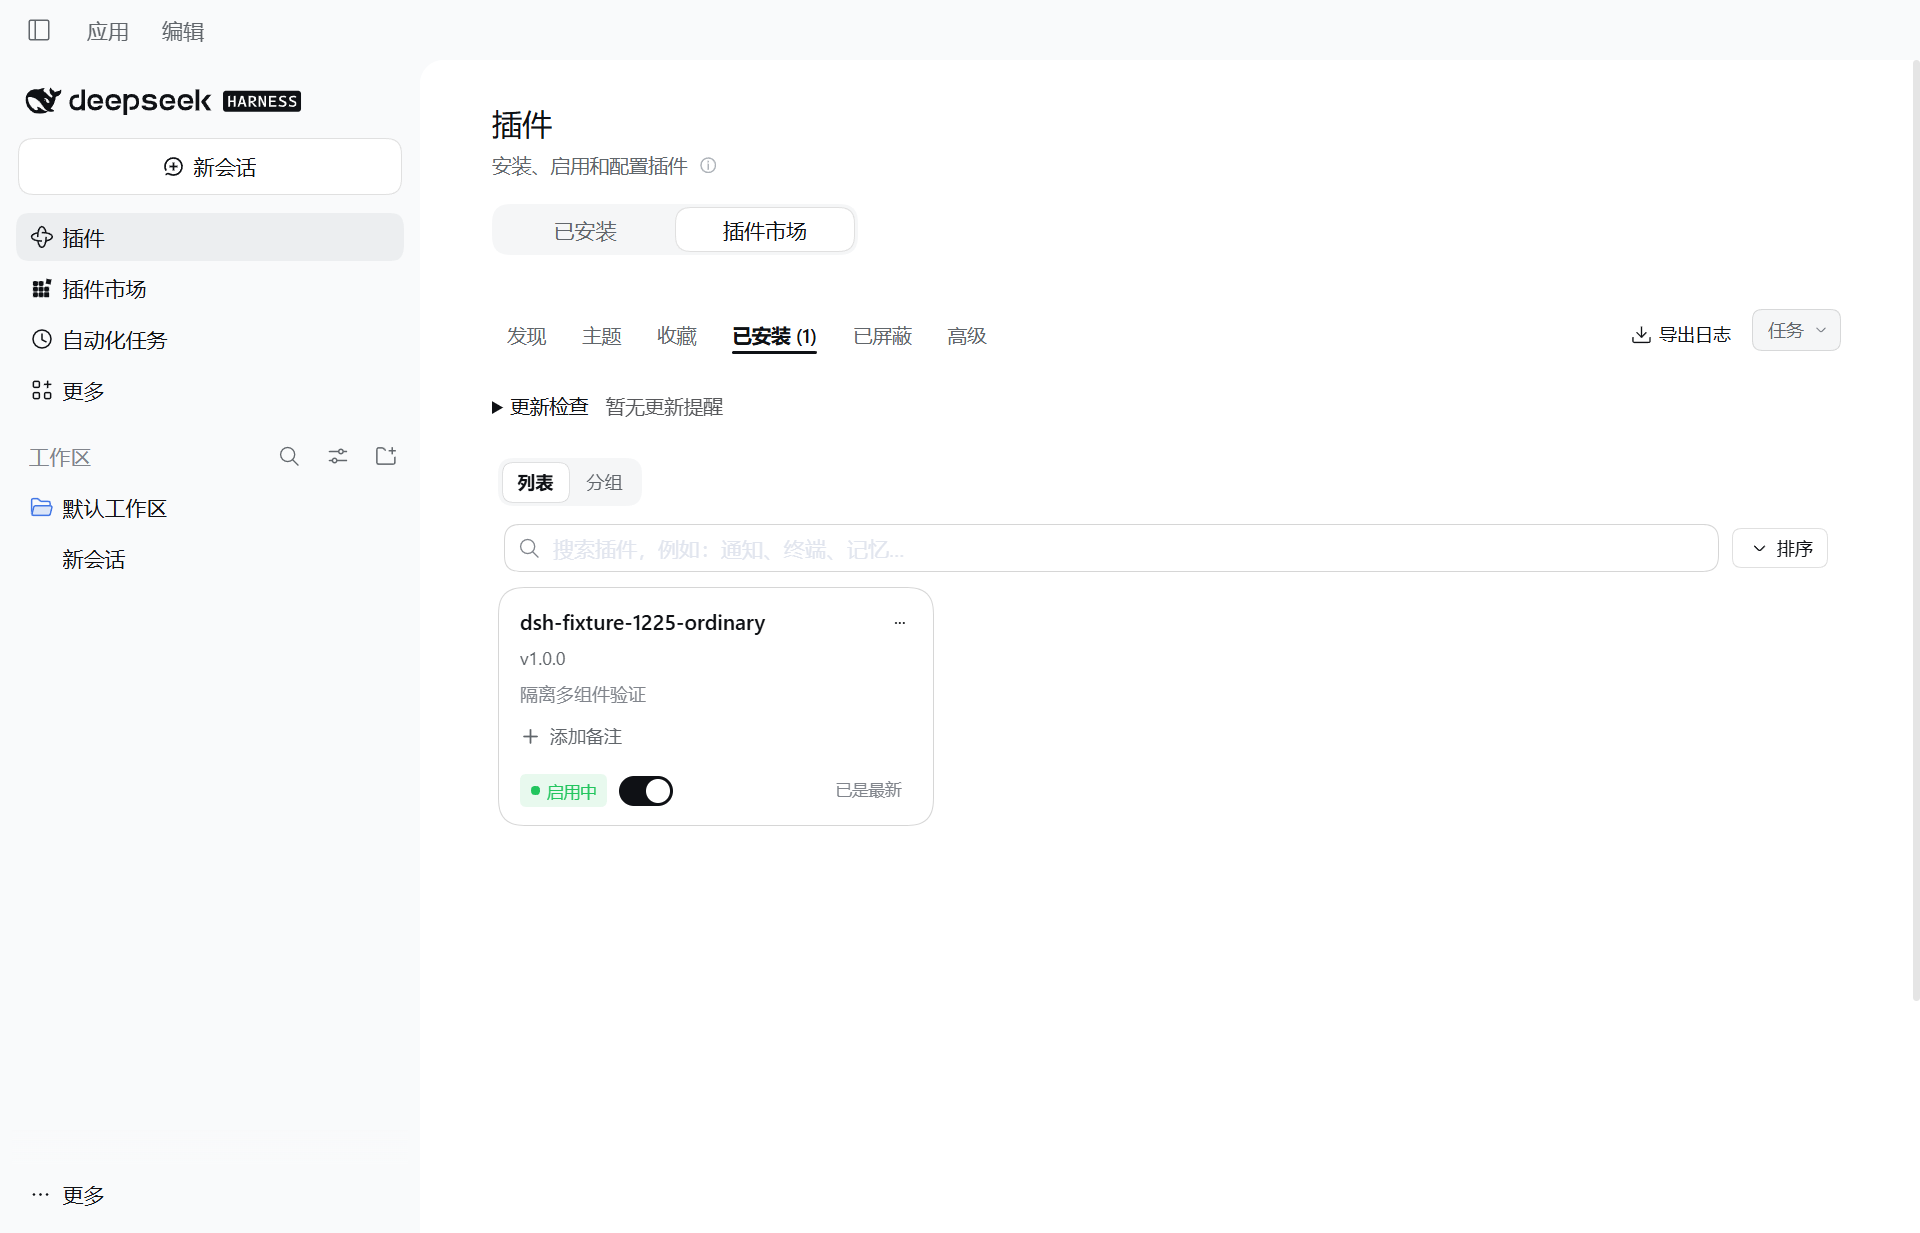 应用 编辑
deepseek HARNESS
新会话
插件
插件市场
自动化任务
更多
工作区
默认工作区
新会话
更多
插件
安装、启用和配置插件
已安装 插件市场
发现 主题 收藏 已安装 (1) 已屏蔽 高级
导出日志 任务
更新检查 暂无更新提醒
列表 分组
搜索插件，例如：通知、终端、记忆...
排序
dsh-fixture-1225-ordinary
v1.0.0
隔离多组件验证
添加备注
启用中 已是最新